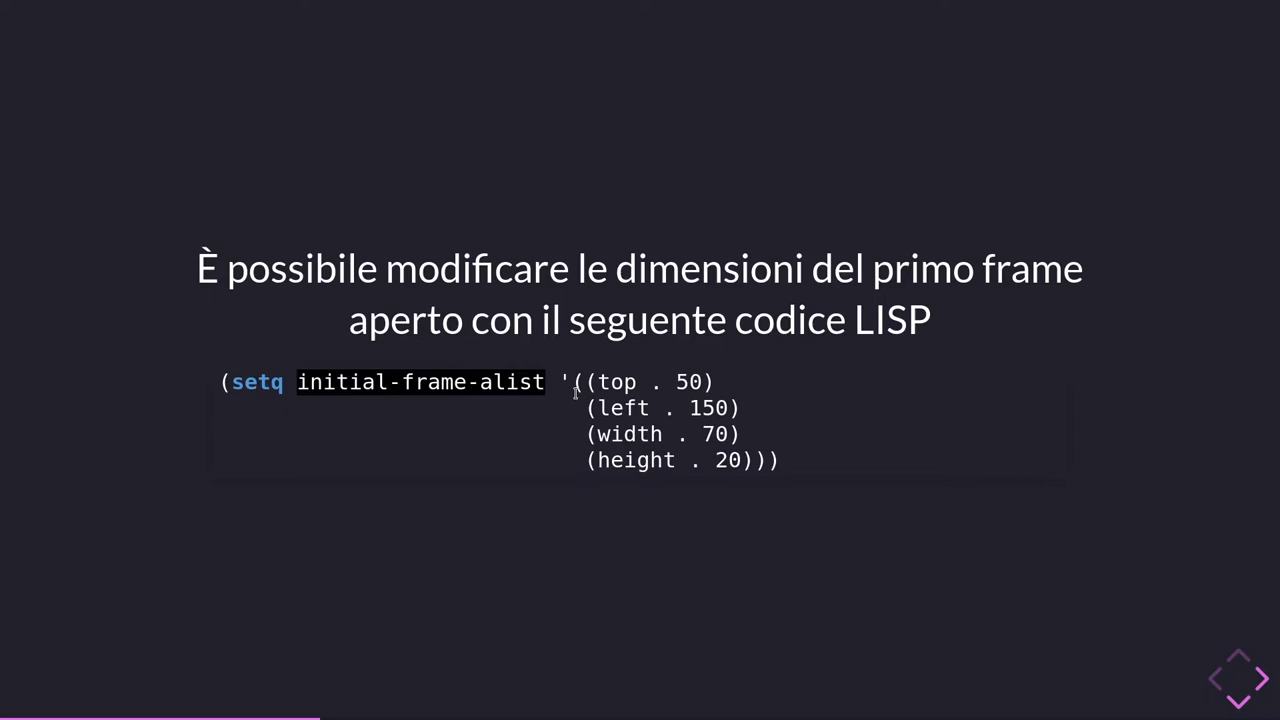 È possibile modificare le dimensioni del primo frame
aperto con il seguente codice LISP
(setq initial-frame-alist '((top . 50)
(left . 150)
(width . 70)
(height . 20)))